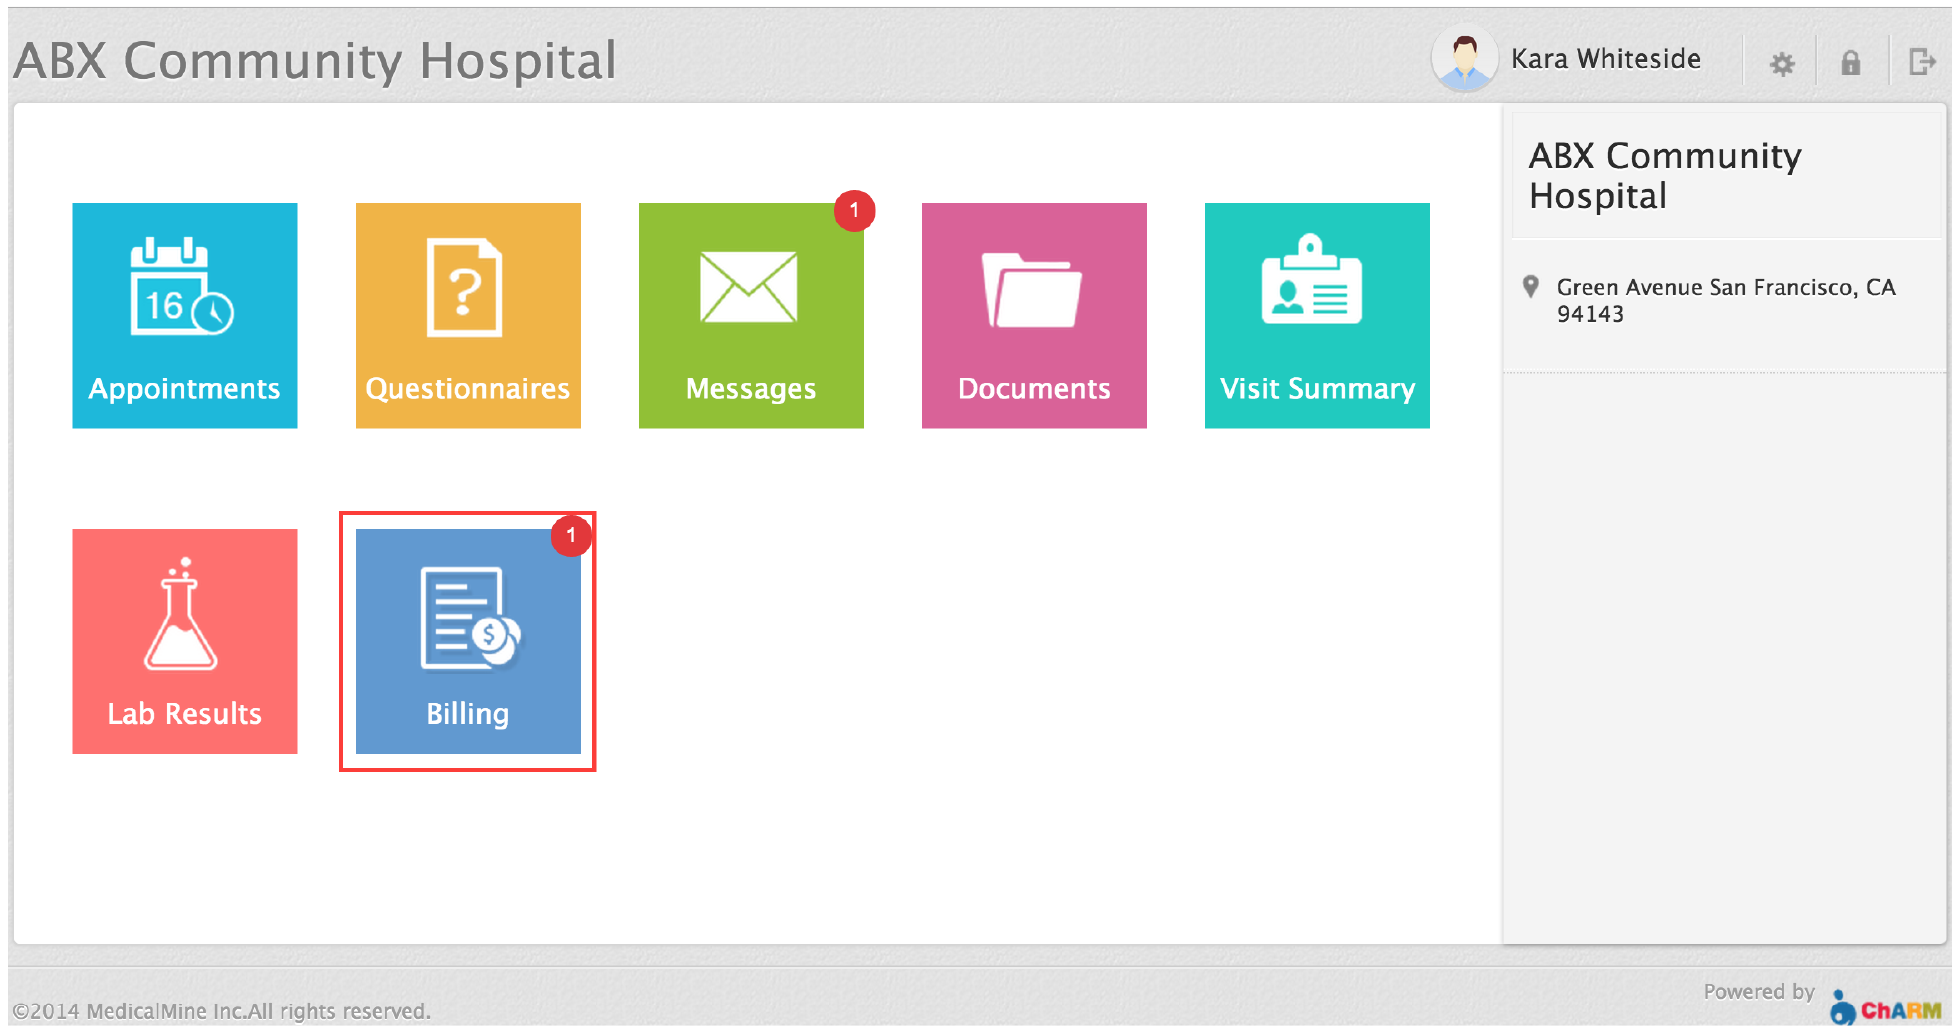 ABX Community Hospital
Kara Whiteside
ABX Community
Hospital
Green Avenue San Francisco, CA
94143
16
?
1
Appointments
Questionnaires
Messages
Documents
Visit Summary
1
$
Lab Results
Billing
©2014 MedicalMine Inc.All rights reserved.
Powered by
ChARM